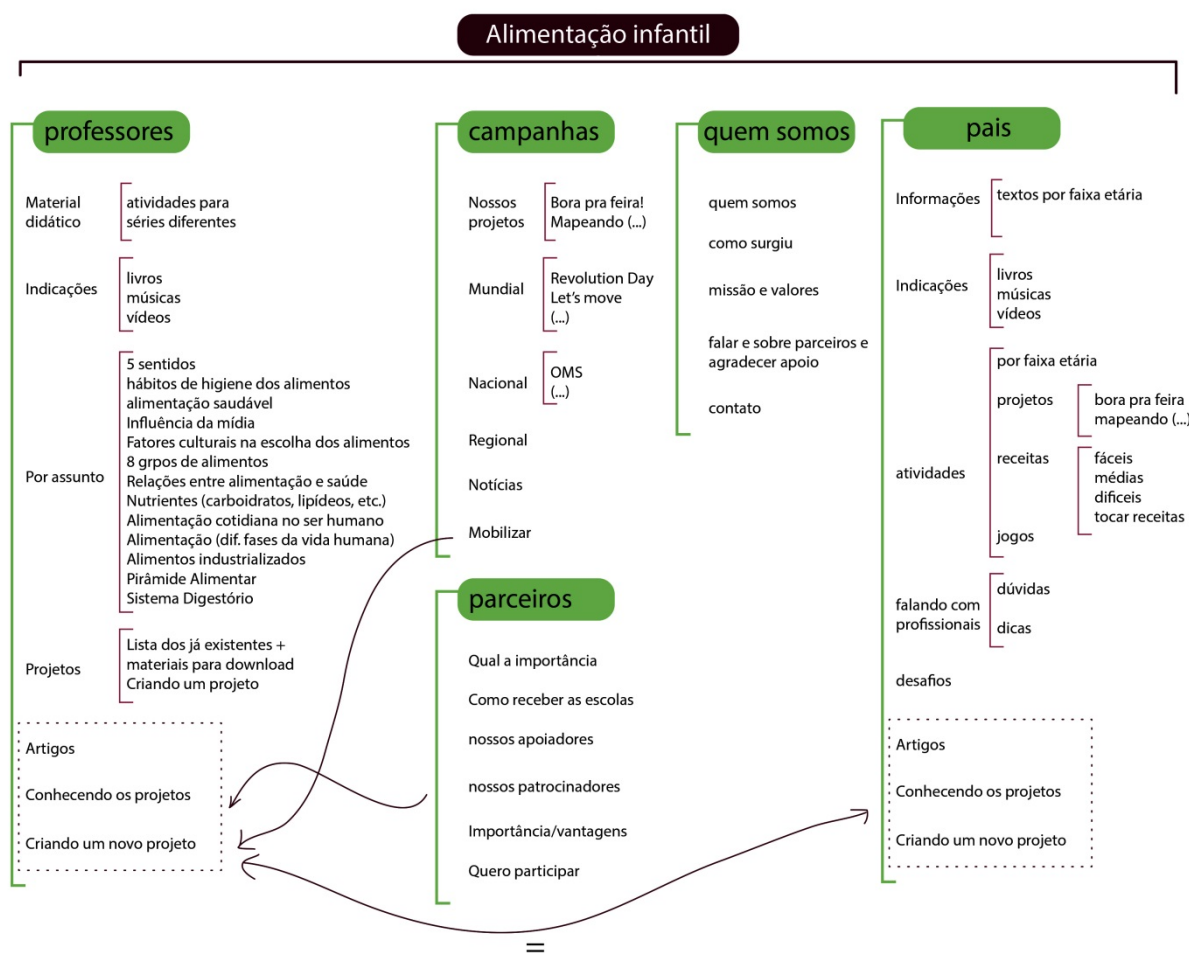 Alimentação infantil
professores
Material
didático
atividades para
séries diferentes
Indicações
livros
músicas
vídeos
Por assunto
5 sentidos
hábitos de higiene dos alimentos
alimentação saudável
Influência da mídia
Fatores culturais na escolha dos alimentos
8 grpos de alimentos
Relações entre alimentação e saúde
Nutrientes (carboidratos, lipídeos, etc.)
Alimentação cotidiana no ser humano
Alimentação (dif. fases da vida humana)
Alimentos industrializados
Pirâmide Alimentar
Sistema Digestório
Projetos
Lista dos já existentes +
materiais para download
Criando um projeto
Artigos
Conhecendo os projetos
Criando um novo projeto
campanhas
Nossos
projetos
Bora pra feira!
Mapeando (...)
Mundial
Revolution Day
Let's move
(...)
Nacional
OMS
(...)
Regional
Notícias
Mobilizar
parceiros
Qual a importância
Como receber as escolas
nossos apoiadores
nossos patrocinadores
Importância/vantagens
Quero participar
=
quem somos
quem somos
como surgiu
missão e valores
falar e sobre parceiros e
agradecer apoio
contato
pais
Informações
textos por faixa etária
Indicações
livros
músicas
vídeos
atividades
por faixa etária
projetos
bora pra feira
mapeando (...)
receitas
fáceis
médias
dificeis
tocar receitas
jogos
falando com
profissionais
dúvidas
dicas
desafios
Artigos
Conhecendo os projetos
Criando um novo projeto